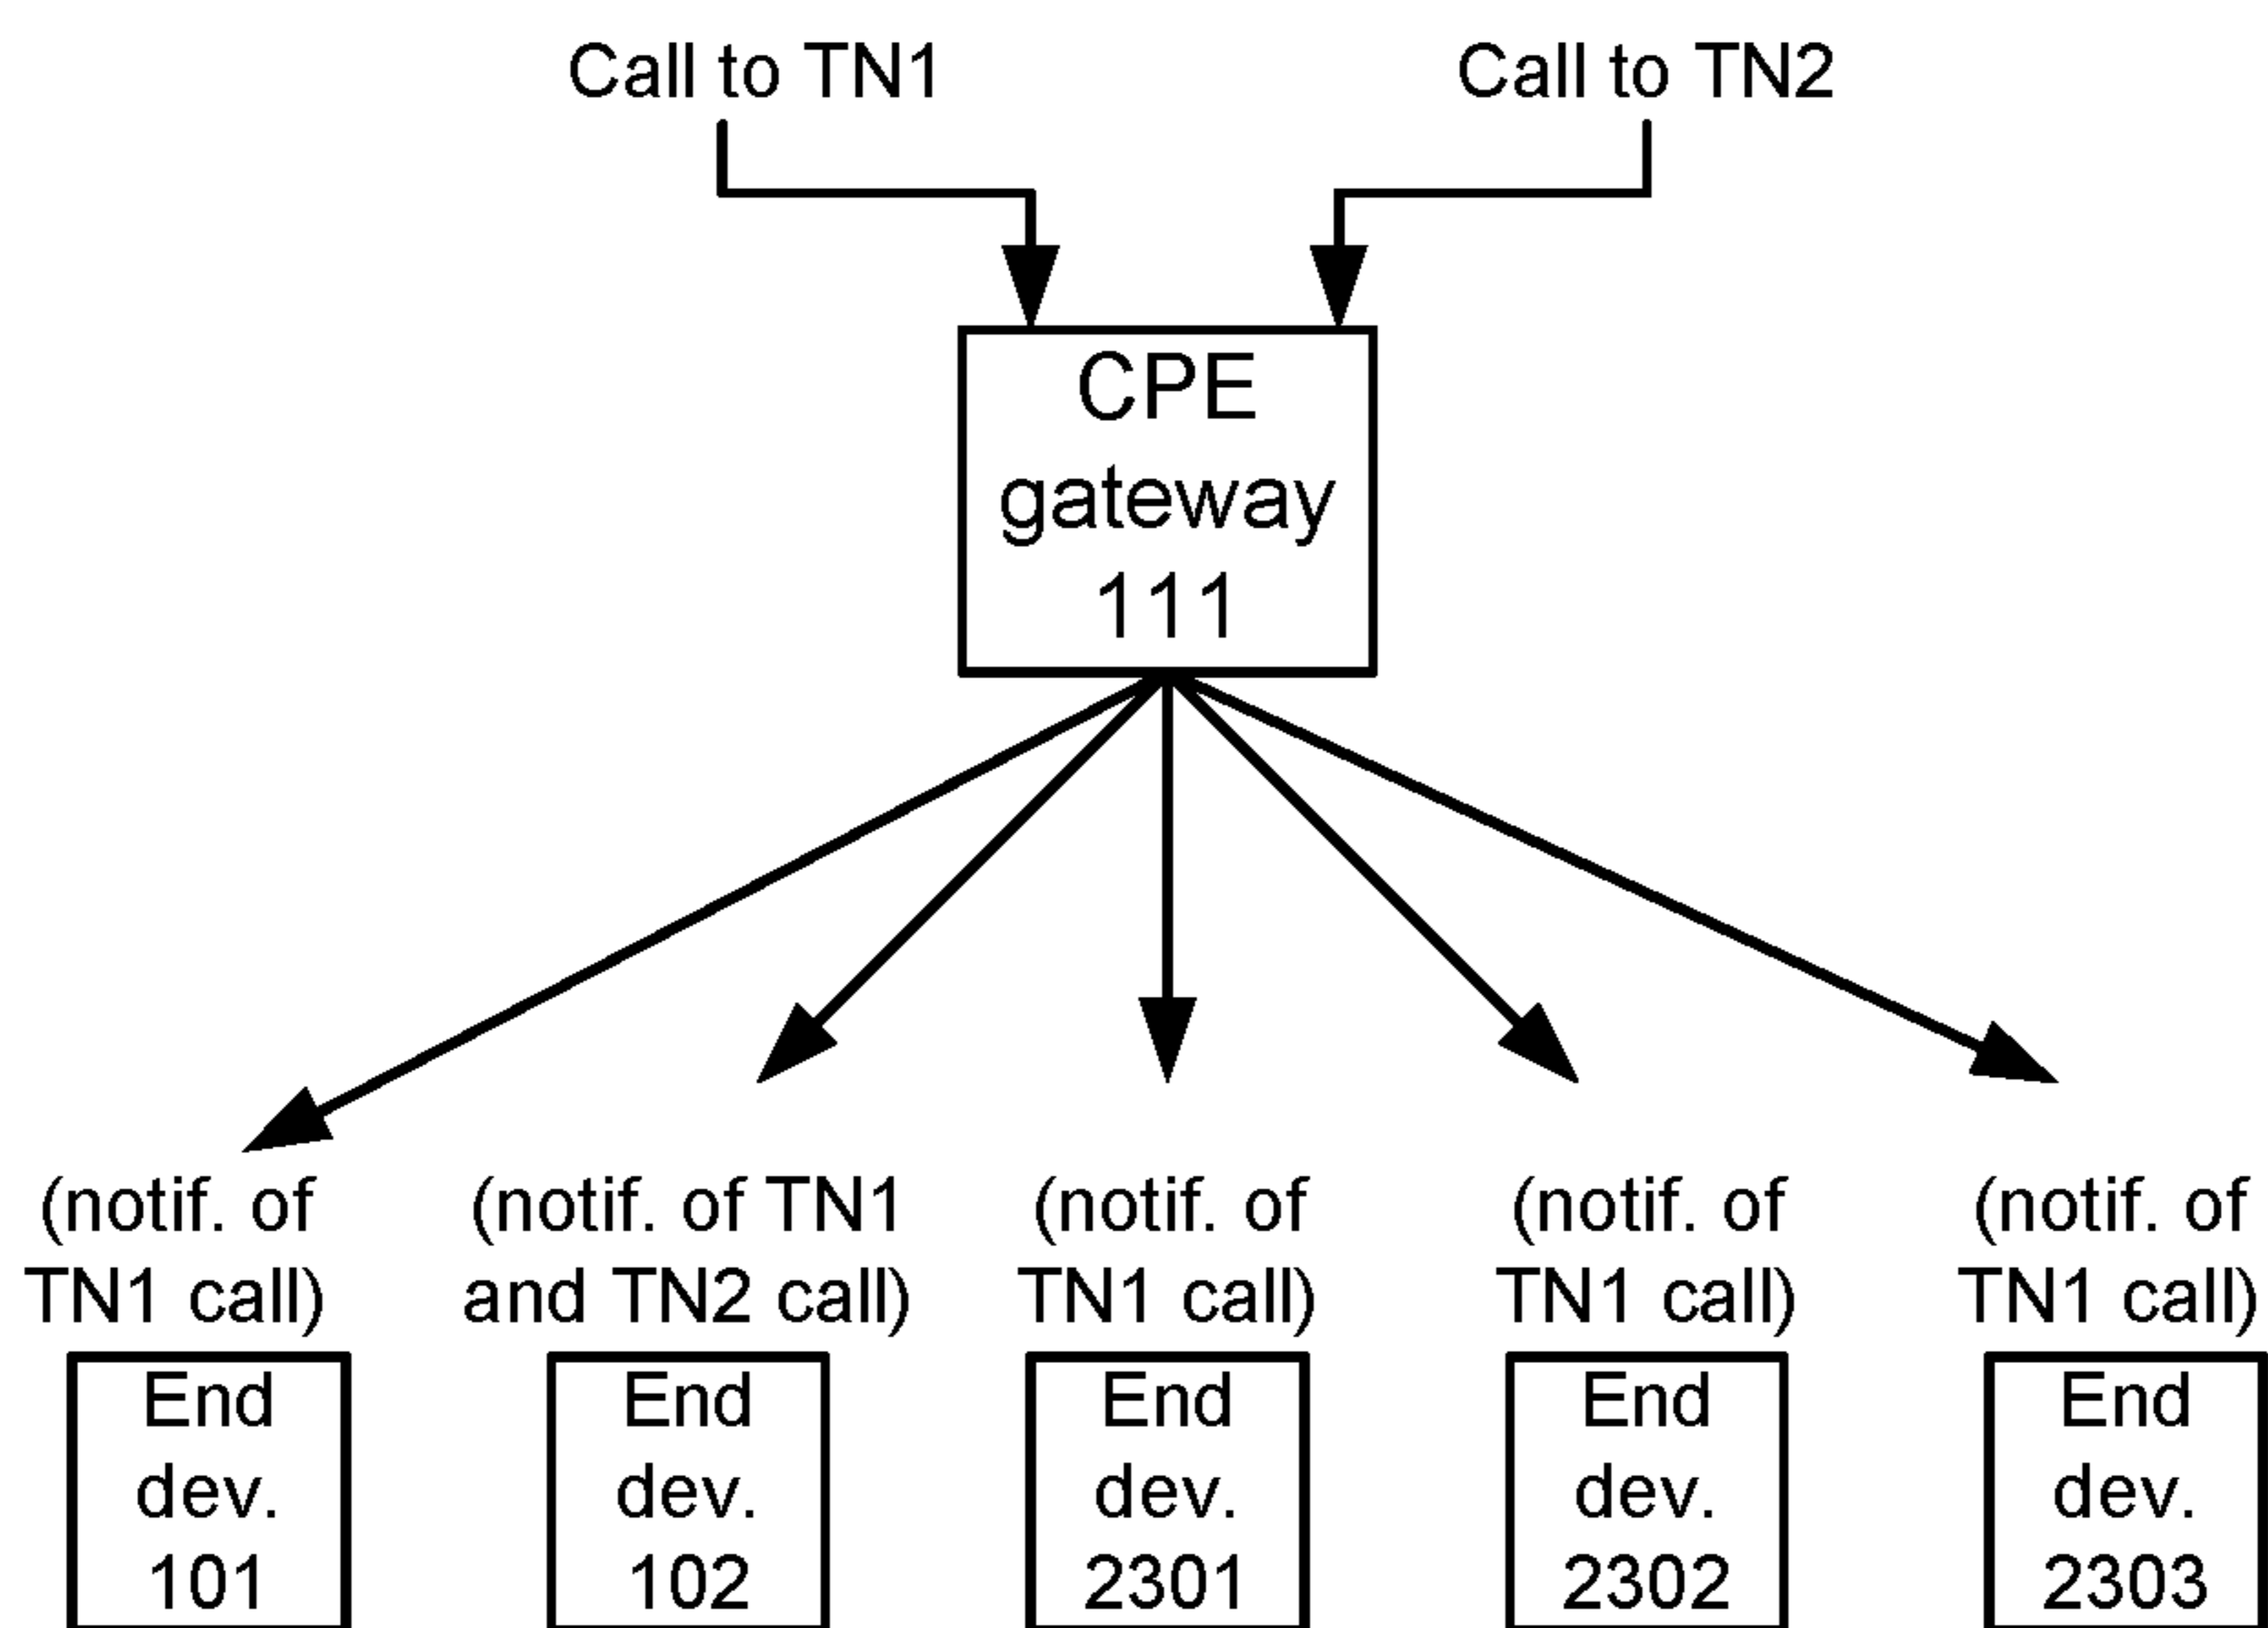 Call to TN1
Call to TN2
CPE
gateway
111
(notif. of
TN1 call)
(notif. of TN1
and TN2 call)
(notif. of
TN1 call)
(notif. of
TN1 call)
(notif. of
TN1 call)
End
dev.
101
End
dev.
102
End
dev.
2301
End
dev.
2302
End
dev.
2303